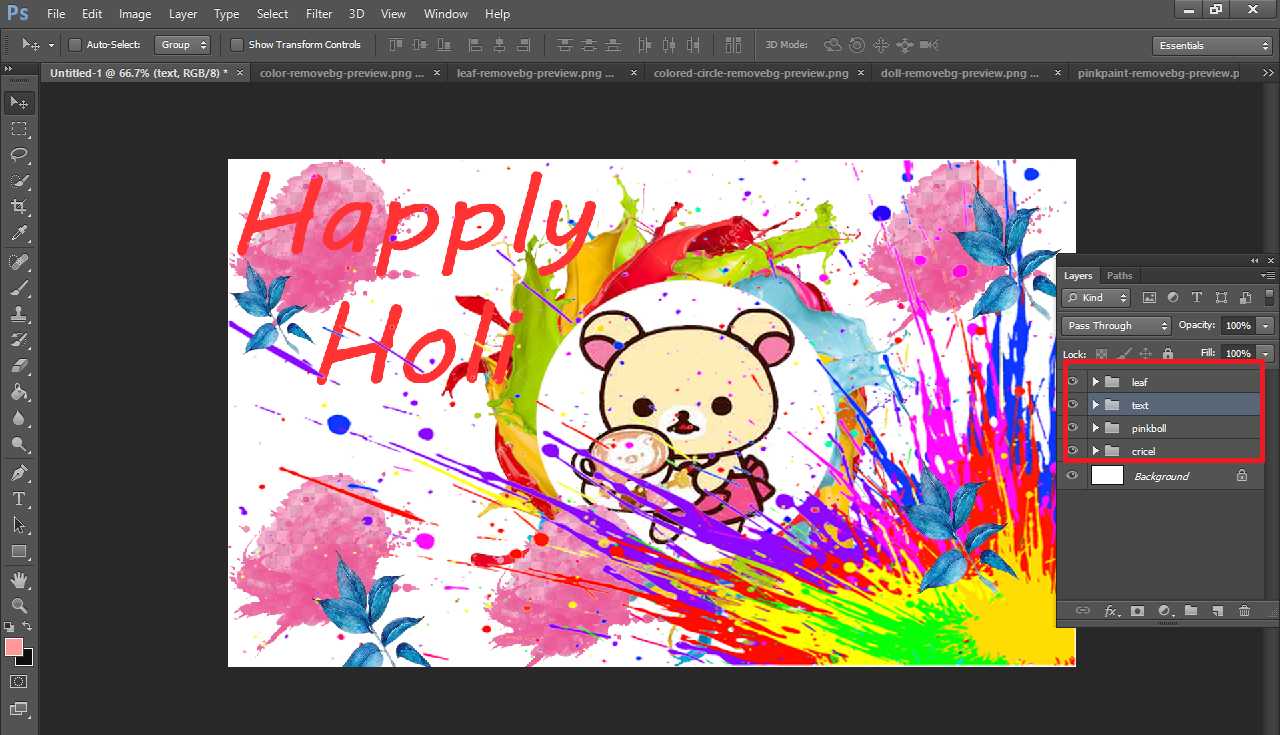 Ps File Edit Image Layer Type Select Filter 3D View Window Help
Auto-Select: Group Show Transform Controls 3D Mode: Essentials
Untitled-1 @ 66.7% (text, RGB/8) * × color-removebg-preview.png ... × leaf-removebg-preview.png ... × colored-circle-removebg-preview.png × doll-removebg-preview.png ... × pinkpaint-removebg-preview.p
Happly
Holi
Layers Paths
Kind
Pass Through Opacity: 100%
Lock: Fill: 100%
leaf
text
pinkboll
cricel
Background